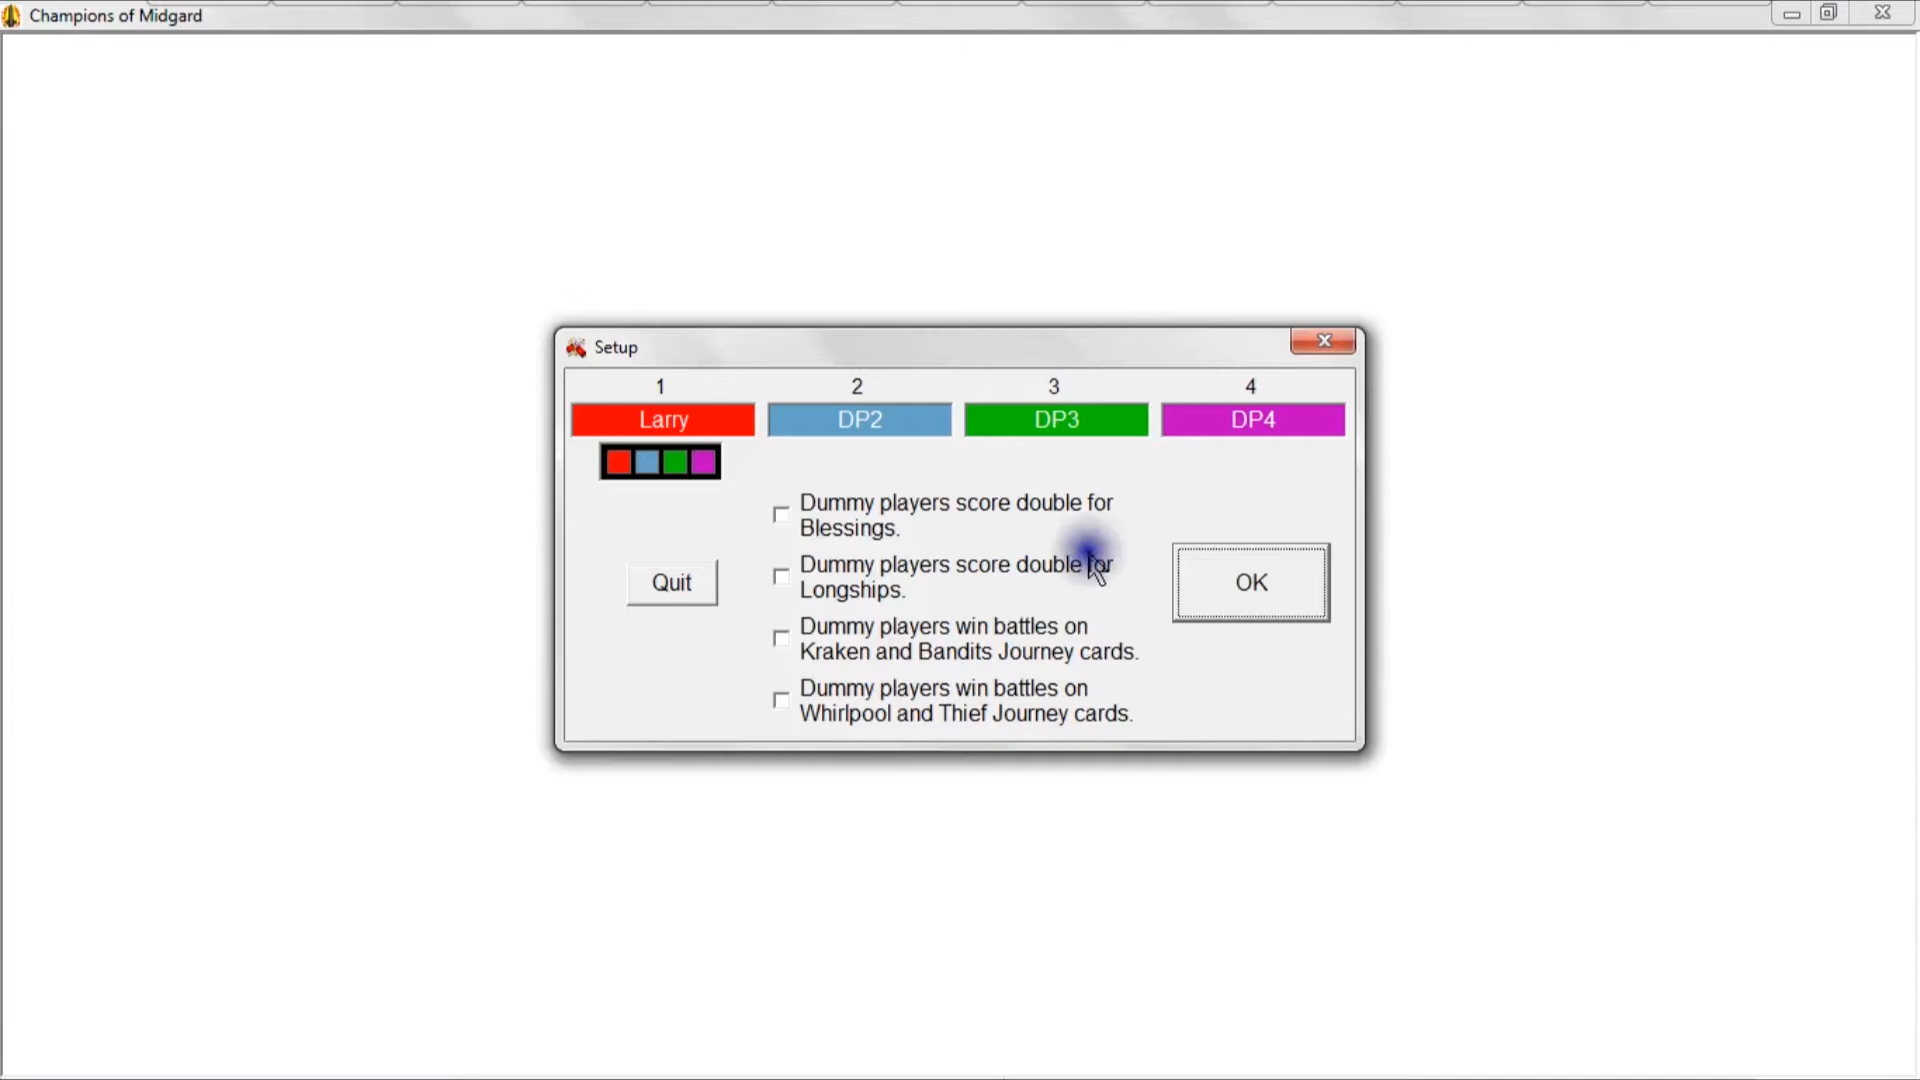 Champions of Midgard
Setup
1 2 3 4
Larry DP2 DP3 DP4
Dummy players score double for
Blessings.
Dummy players score double for
Longships.
Quit
OK
Dummy players win battles on
Kraken and Bandits Journey cards.
Dummy players win battles on
Whirlpool and Thief Journey cards.